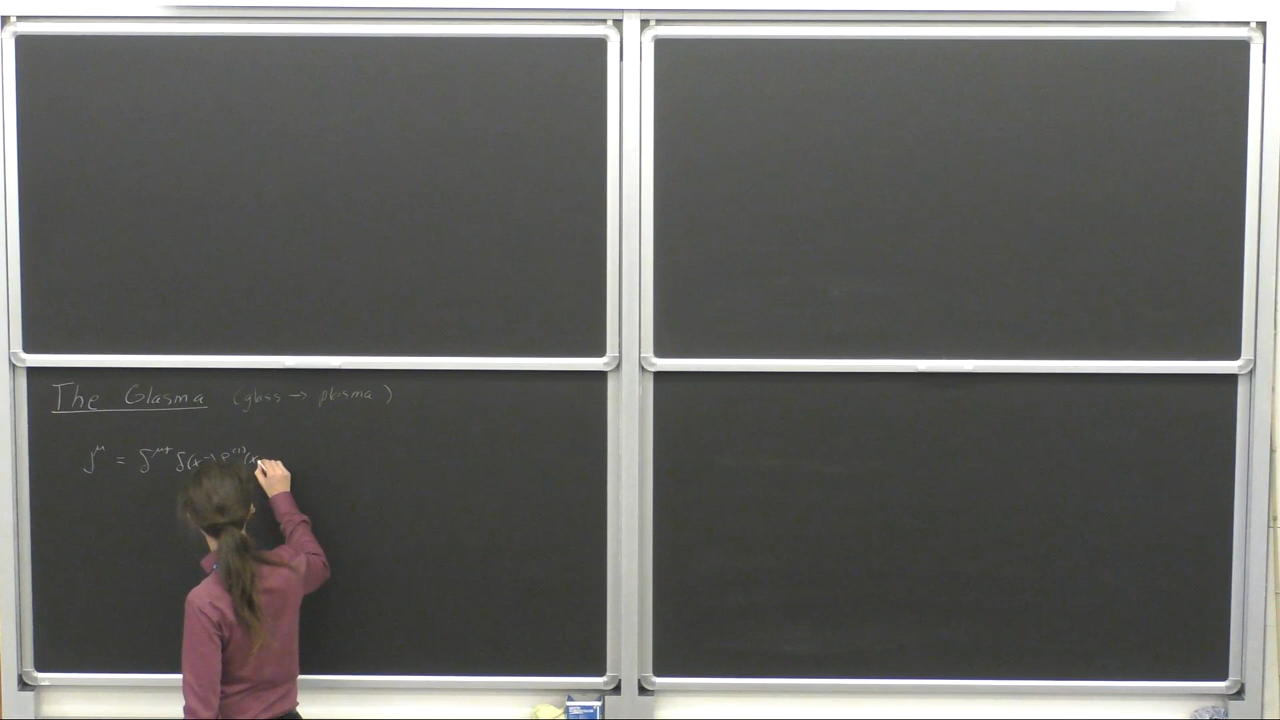 The Glasma (glass → plasma)
J^μ = δ^{μ+} δ(x^-) ρ^{(1)}(x